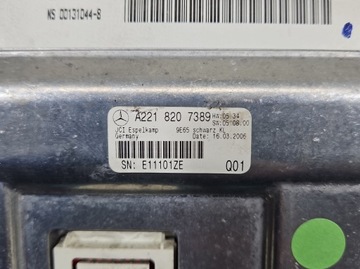 NS 00131044-8
A221 820 7389
HW:05.34
SW:05.08.00
JCI Espelkamp
9E65 schwarz KL
Germany
Date: 16.03.2006
SN: E11101ZE
Q01